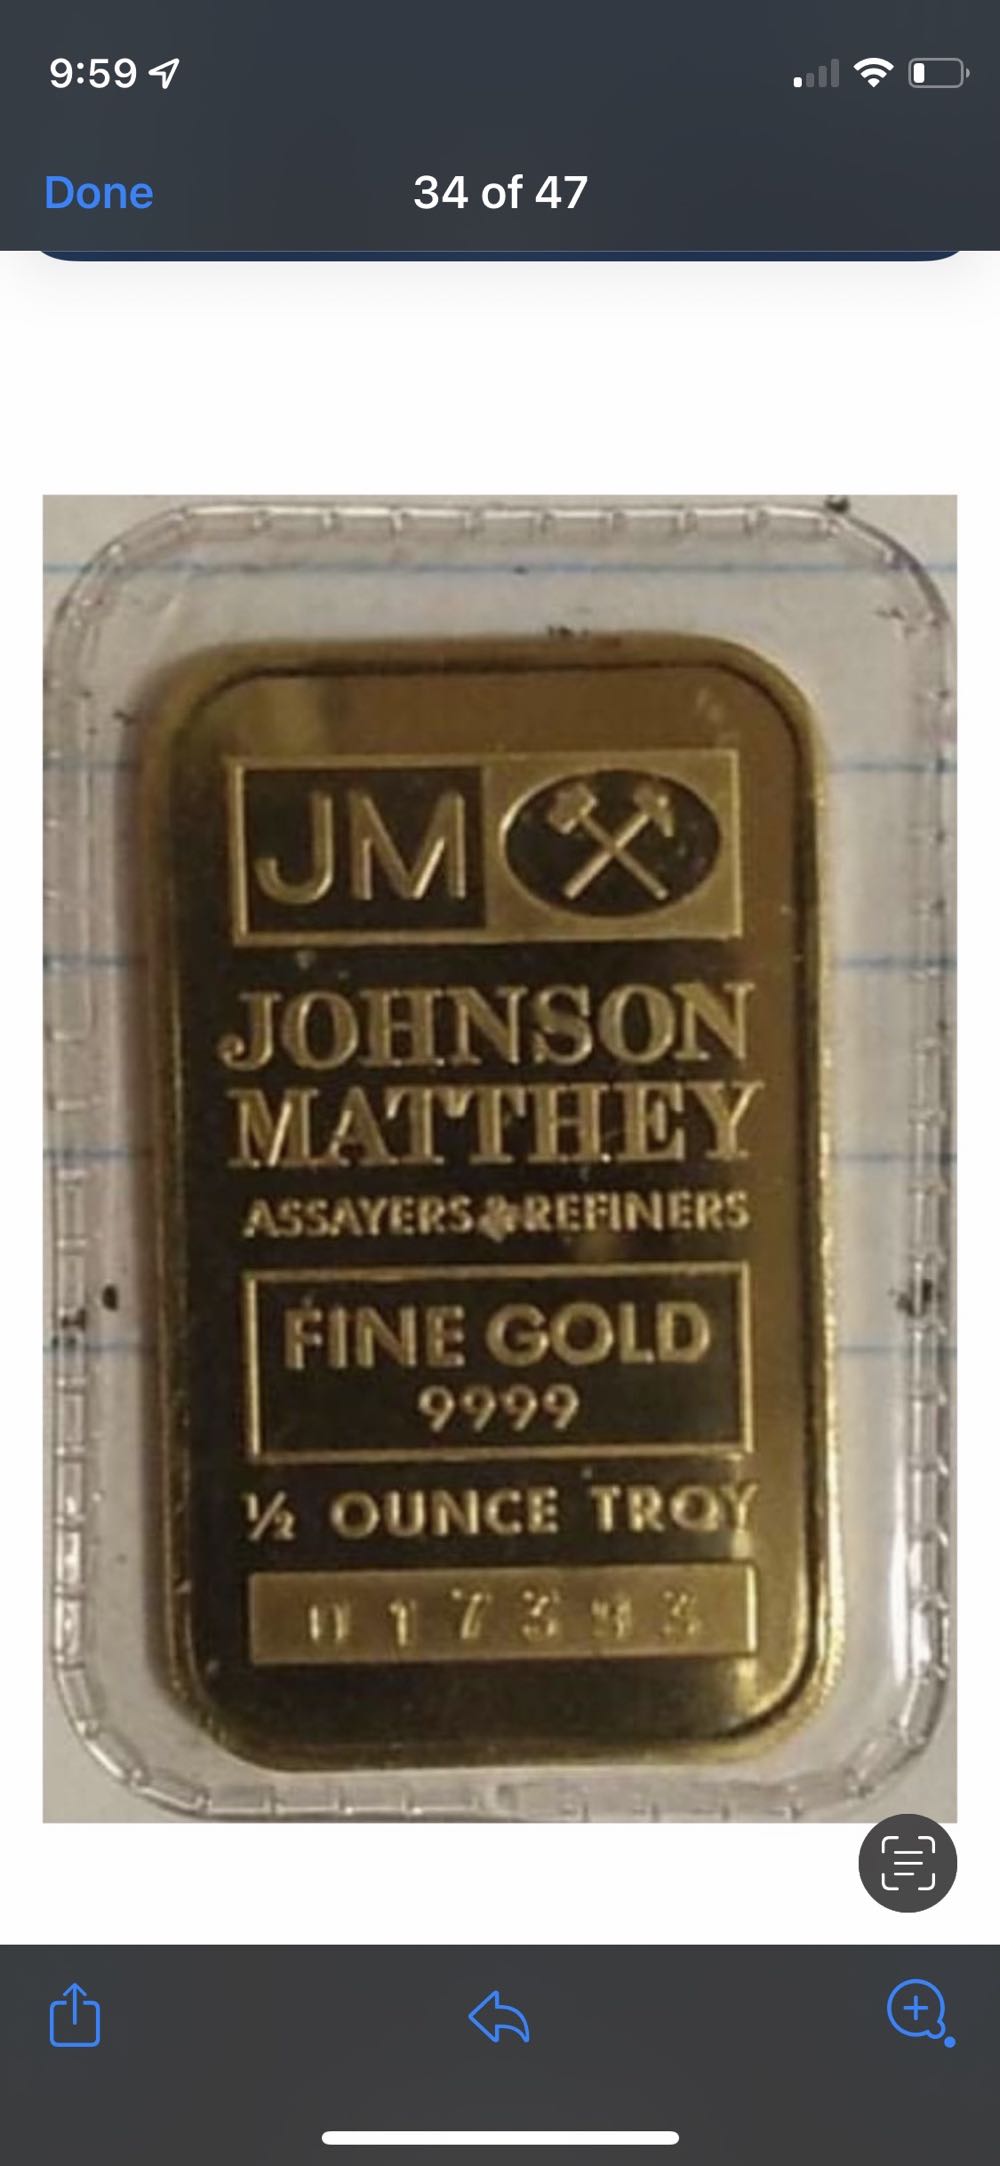 9:59
Done
34 of 47
JM
JOHNSON
MATTHEY
ASSAYERS & REFINERS
FINE GOLD
9999
½ OUNCE TROY